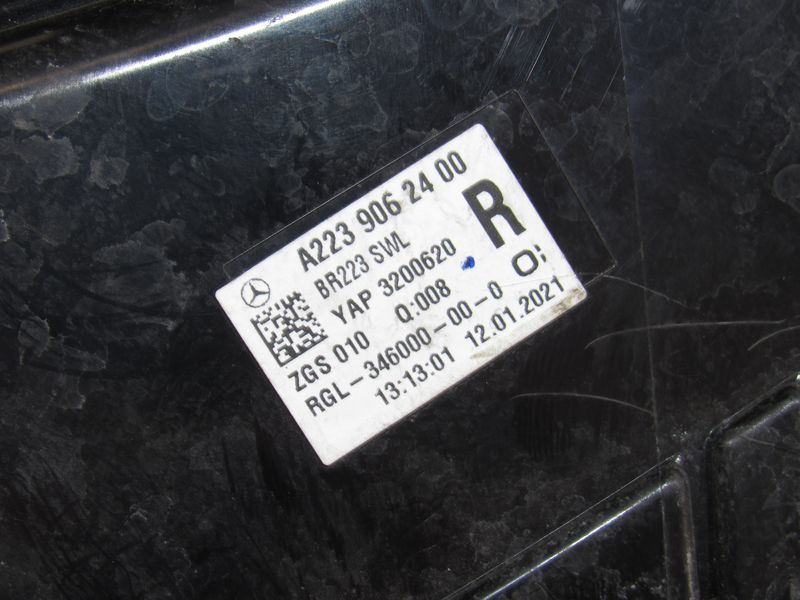 A223 906 24 00
BR223 SWL
R
YAP 3200620
ZGS 010 Q:008
RGL-346000-00-0
13:13:01 12.01.2021